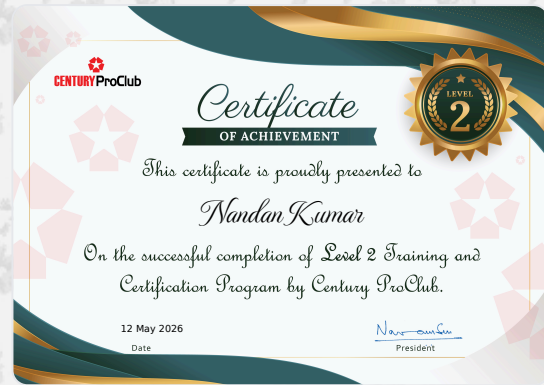 CENTURY ProClub
Certificate
OF ACHIEVEMENT
LEVEL
2
This certificate is proudly presented to
Nandan Kumar
On the successful completion of Level 2 Training and
Certification Program by Century ProClub.
12 May 2026
Date
President